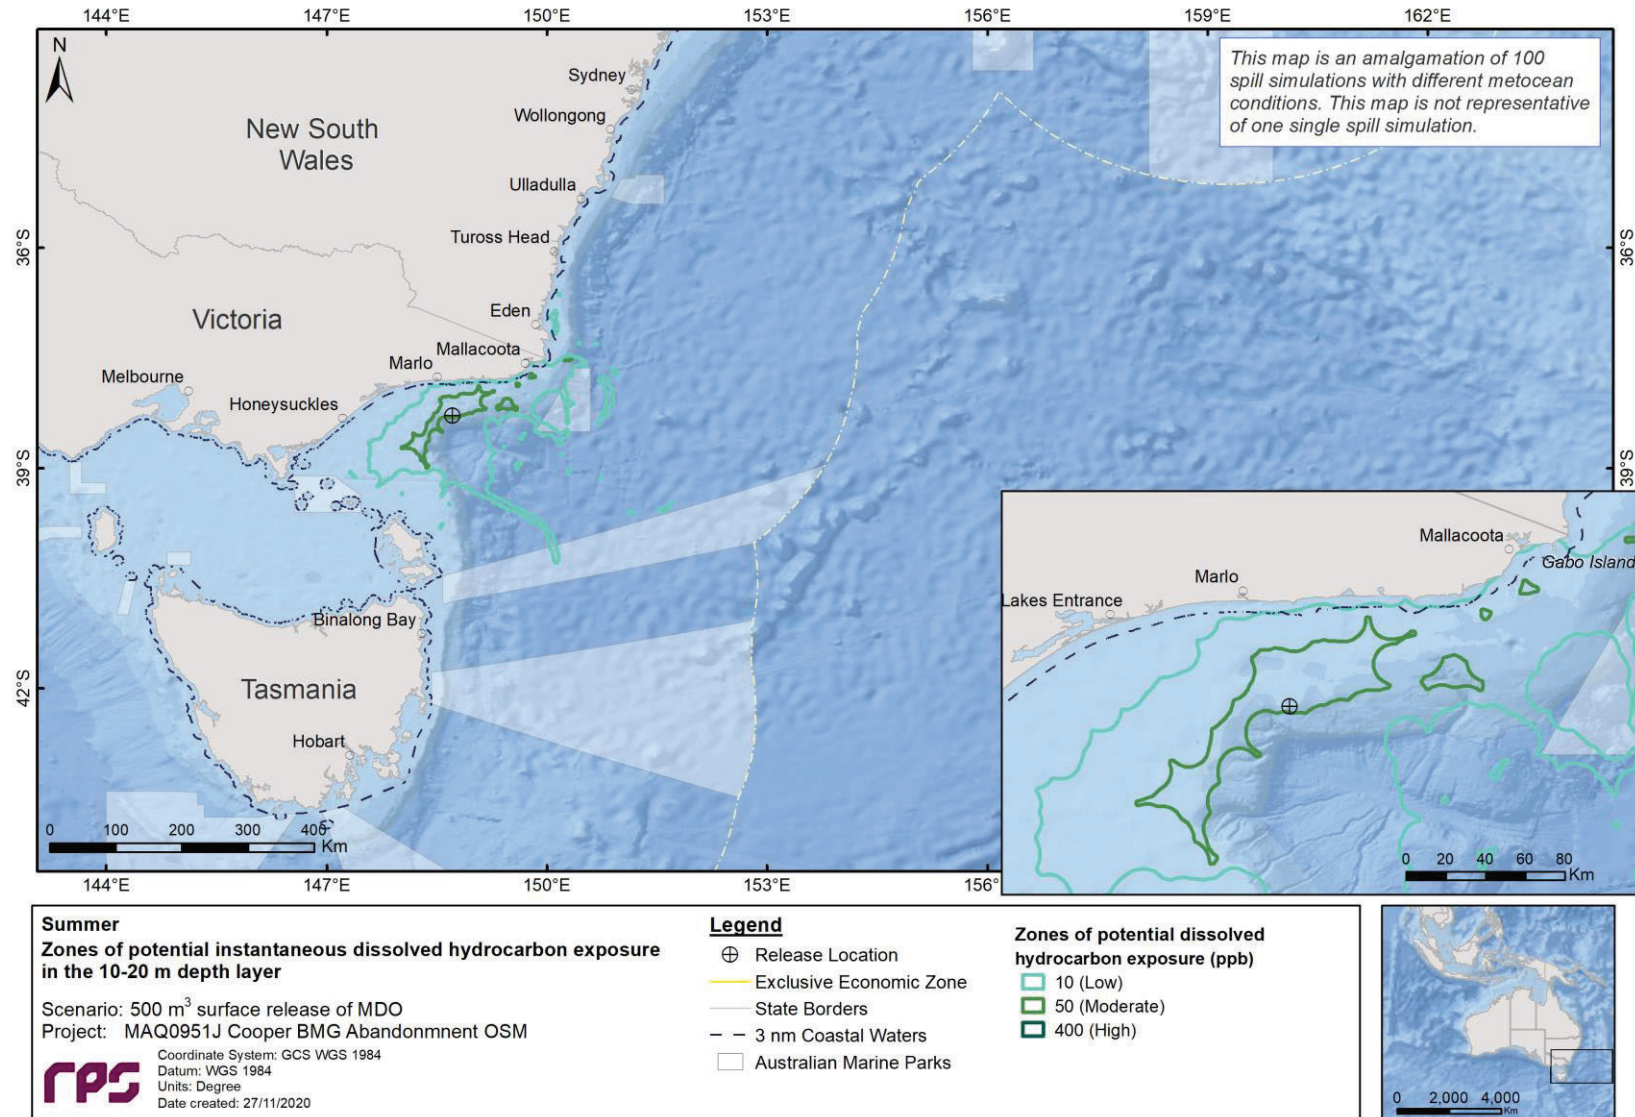 144°E 147°E 150°E 153°E 156°E 159°E 162°E
N
This map is an amalgamation of 100
spill simulations with different metocean
conditions. This map is not representative
of one single spill simulation.
Sydney
Wollongong
New South
Wales
Ulladulla
Tuross Head
36°S
36°S
Eden
Victoria
Mallacoota
Marlo
Melbourne
Honeysuckles
39°S
39°S
Mallacoota
Gabo Island
Marlo
Lakes Entrance
Binalong Bay
Tasmania
42°S
Hobart
0 100 200 300 400
Km
0 20 40 60 80
Km
144°E 147°E 150°E 153°E 156°E
Summer
Zones of potential instantaneous dissolved hydrocarbon exposure
in the 10-20 m depth layer
Scenario: 500 m³ surface release of MDO
Project: MAQ0951J Cooper BMG Abandonmnent OSM
rps
Coordinate System: GCS WGS 1984
Datum: WGS 1984
Units: Degree
Date created: 27/11/2020
Legend
Release Location
Exclusive Economic Zone
State Borders
3 nm Coastal Waters
Australian Marine Parks
Zones of potential dissolved
hydrocarbon exposure (ppb)
10 (Low)
50 (Moderate)
400 (High)
0 2,000 4,000
Km